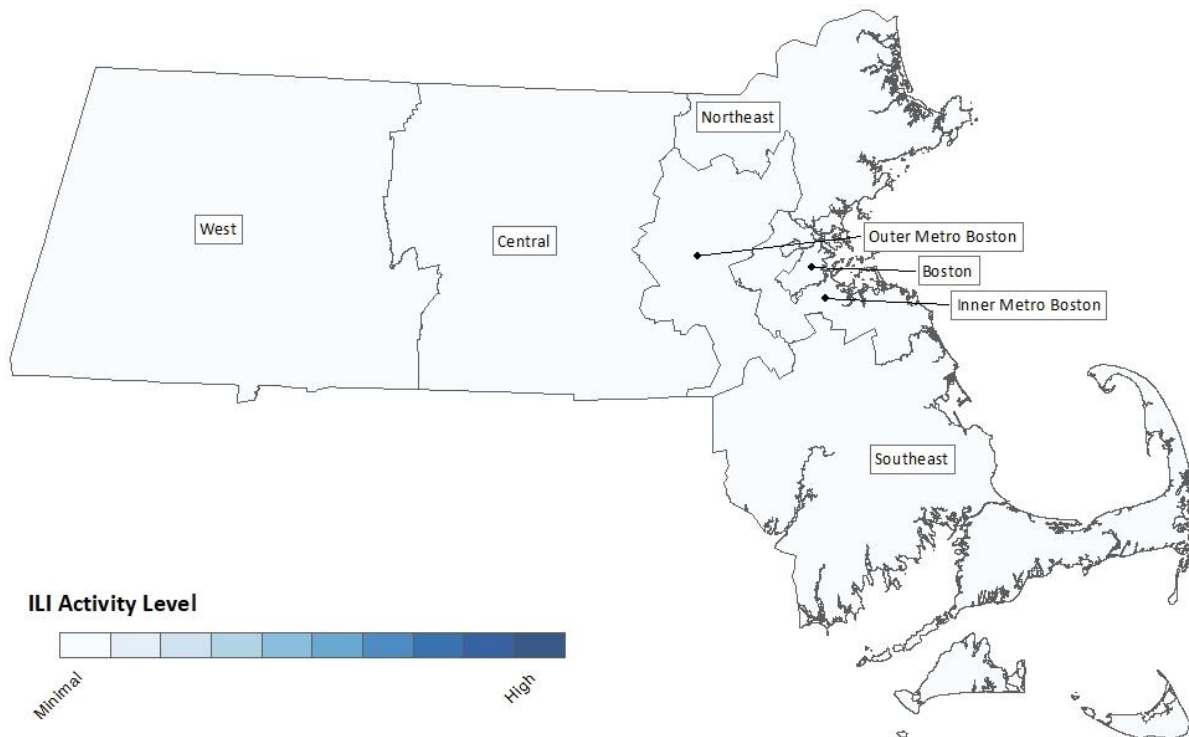 Northeast
West
Central
Outer Metro Boston
Boston
Inner Metro Boston
Southeast
ILI Activity Level
Minimal
High